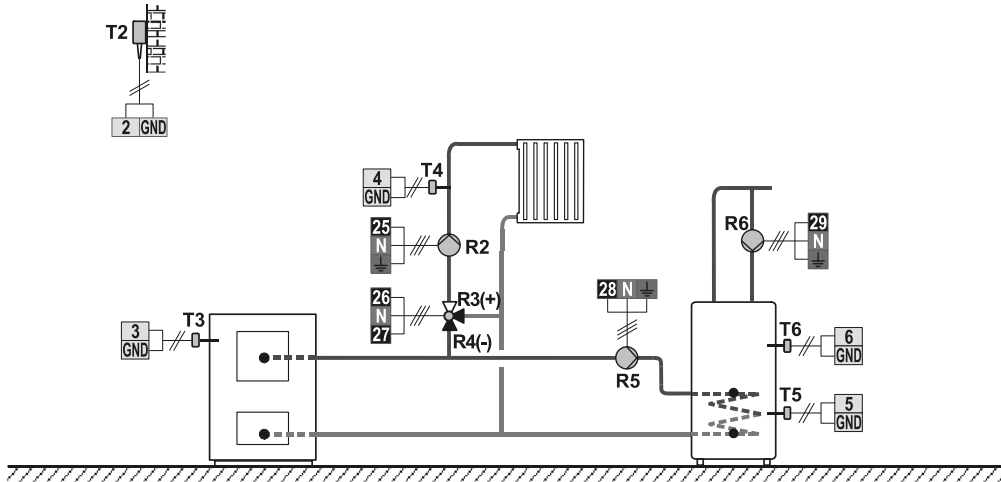 T2
2 GND
4
GND
T4
25
N
R2
26
N
27
R3(+)
R4(-)
3
GND
T3
28 N
R5
R6
29
N
T6
6
GND
T5
5
GND